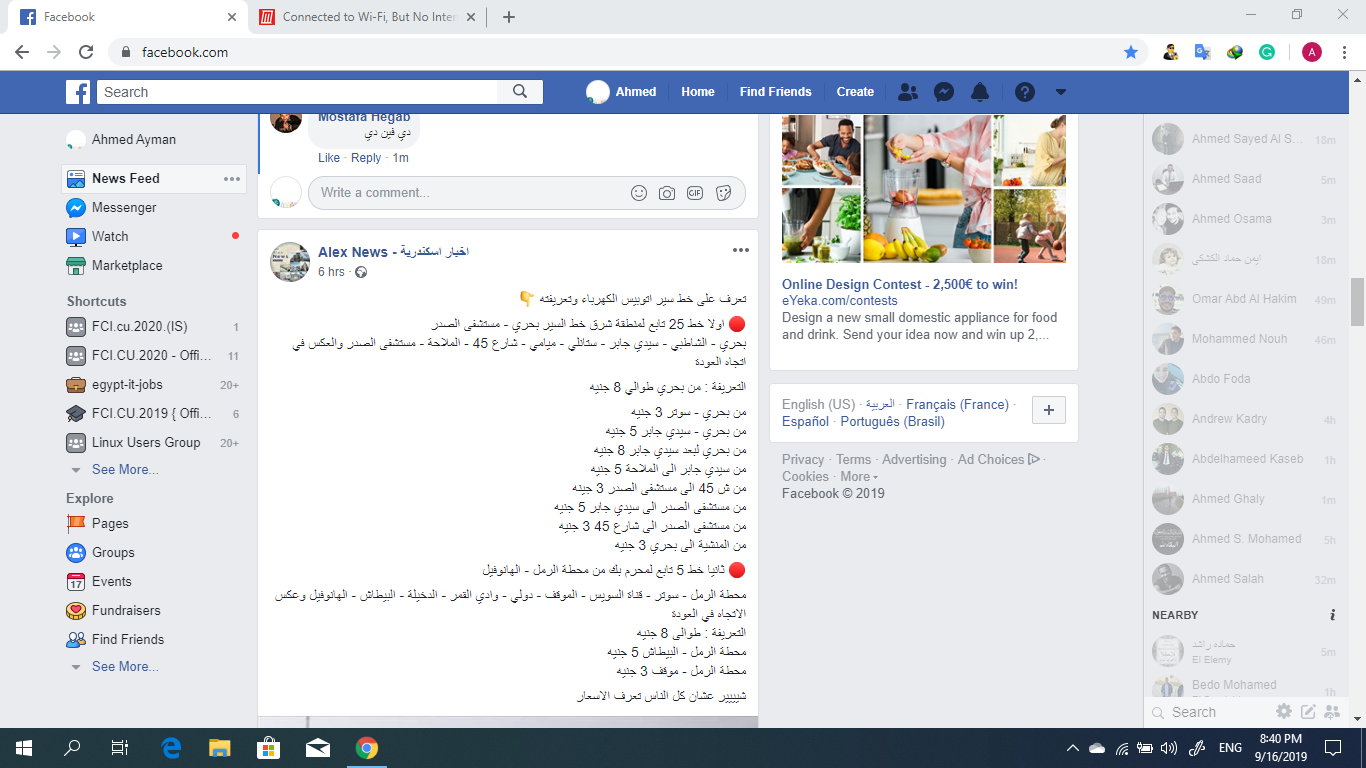 Facebook
Connected to Wi-Fi, But No Inter
facebook.com
A
Search
Ahmed
Home
Find Friends
Create
Ahmed Ayman
News Feed
Messenger
Watch
Marketplace
Shortcuts
FCI.cu.2020.(IS) 1
FCI.CU.2020 - Offi... 11
egypt-it-jobs 20+
FCI.CU.2019 { Offi... 6
Linux Users Group 20+
See More...
Explore
Pages
Groups
17 Events
Fundraisers
Find Friends
See More...
Mostafa Hegab
دي فين دي
Like · Reply · 1m
Write a comment...
GIF
Alex News - اخبار اسكندرية
6 hrs ·
تعرف على خط سير اتوبيس الكهرباء وتعريفته 👇
🔴 اولا خط 25 تابع لمنطقة شرق خط السير بحري - مستشفى الصدر
بحري - الشاطبي - سيدي جابر - ستانلي - ميامي - شارع 45 - الملاحة - مستشفى الصدر والعكس في
اتجاه العودة
التعريفة : من بحري طوالي 8 جنيه
من بحري - سوتر 3 جنيه
من بحري - سيدي جابر 5 جنيه
من بحري لبعد سيدي جابر 8 جنيه
من سيدي جابر الى الملاحة 5 جنيه
من ش 45 الى مستشفى الصدر 3 جينه
من مستشفى الصدر الى سيدي جابر 5 جنيه
من مستشفى الصدر الى شارع 45 3 جنيه
من المنشية الى بحري 3 جنيه
🔴 ثانيا خط 5 تابع لمحرم بك من محطة الرمل - الهانوفيل
محطة الرمل - سوتر - قناة السويس - الموقف - دولي - وادي القمر - الدخيلة - البيطاش - الهانوفيل وعكس
الاتجاه في العودة
التعريفة : طوالى 8 جنيه
محطة الرمل - البيطاش 5 جنيه
محطة الرمل - موقف 3 جنيه
شيييير عشان كل الناس تعرف الاسعار
Online Design Contest - 2,500€ to win!
eYeka.com/contests
Design a new small domestic appliance for food
and drink. Send your idea now and win up 2,...
English (US) · العربية · Français (France) ·
Español · Português (Brasil)
Privacy · Terms · Advertising · Ad Choices ·
Cookies · More
Facebook © 2019
Ahmed Sayed Al S... 18m
Ahmed Saad 5m
Ahmed Osama 3m
ايمن حماد الكشكى 18m
Omar Abd Al Hakim 49m
Mohammed Nouh 46m
Abdo Foda
Andrew Kadry 4h
Abdelhameed Kaseb 1h
Ahmed Ghaly 1m
Ahmed S. Mohamed 5h
Ahmed Salah 32m
NEARBY
حماده راشد 5m
El Elemy
Bedo Mohamed 1h
Search
ENG
8:40 PM
9/16/2019